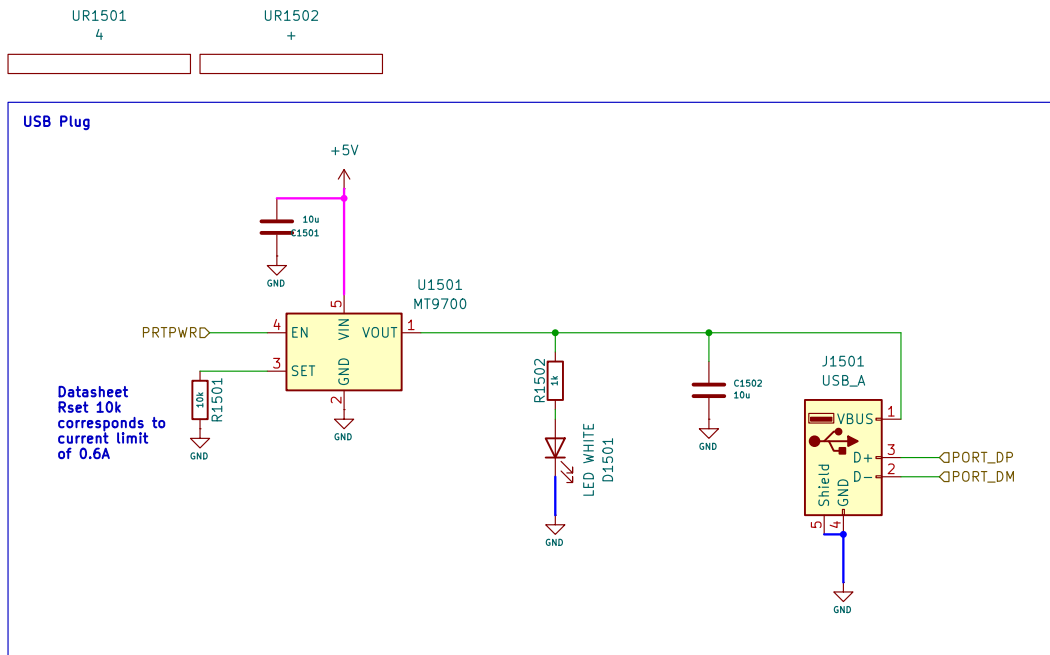 UR1501
4
UR1502
+
USB Plug
+5V
10u
C1501
GND
U1501
MT9700
5
PRTPWR
4
EN
VIN
VOUT
1
3
SET
GND
2
GND
10k
R1501
GND
Datasheet
Rset 10k
corresponds to
current limit
of 0.6A
R1502
1k
LED WHITE
D1501
GND
C1502
10u
GND
J1501
USB_A
VBUS
1
D+
3
PORT_DP
D-
2
PORT_DM
Shield
GND
5
4
GND